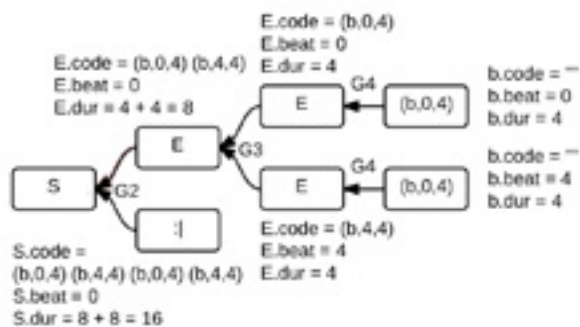 E.code = (b,0,4)
E.beat = 0
E.dur = 4
E.code = (b,0,4) (b,4,4)
E.beat = 0
E.dur = 4 + 4 = 8
G4
E
(b,0,4)
b.code = ""
b.beat = 0
b.dur = 4
E
G3
S
G2
:|
G4
E
(b,0,4)
b.code = ""
b.beat = 4
b.dur = 4
E.code = (b,4,4)
E.beat = 4
E.dur = 4
S.code =
(b,0,4) (b,4,4) (b,0,4) (b,4,4)
S.beat = 0
S.dur = 8 + 8 = 16